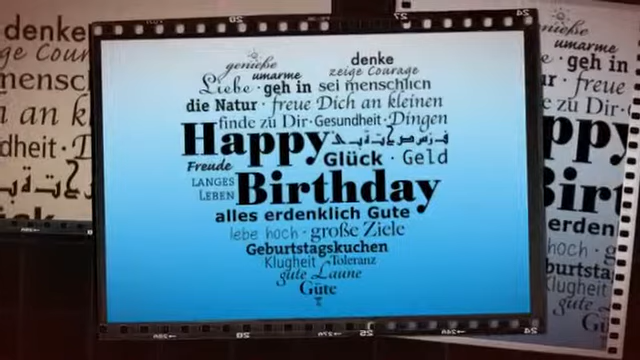 genieße
denke
umarme
zeige Courage
Liebe · geh in sei menschlich
die Natur · freue Dich an kleinen
finde zu Dir · Gesundheit · Dingen
Happy
Freude
Glück · Geld
LANGES
LEBEN
Birthday
alles erdenklich Gute
lebe hoch · große Ziele
Geburtstagskuchen
Klugheit · Toleranz
gute Laune
Güte